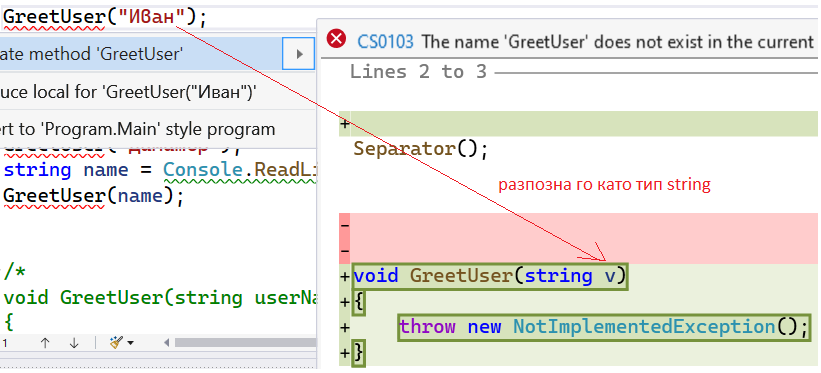 GreetUser("Иван");
ate method 'GreetUser'
uce local for 'GreetUser("Иван")'
rt to 'Program.Main' style program
string name = Console.ReadLi
GreetUser(name);
/*
void GreetUser(string userNa
{
1
CS0103 The name 'GreetUser' does not exist in the current
Lines 2 to 3
+
Separator();
разпозна го като тип string
-
-
+void GreetUser(string v)
+{
+ throw new NotImplementedException();
+}